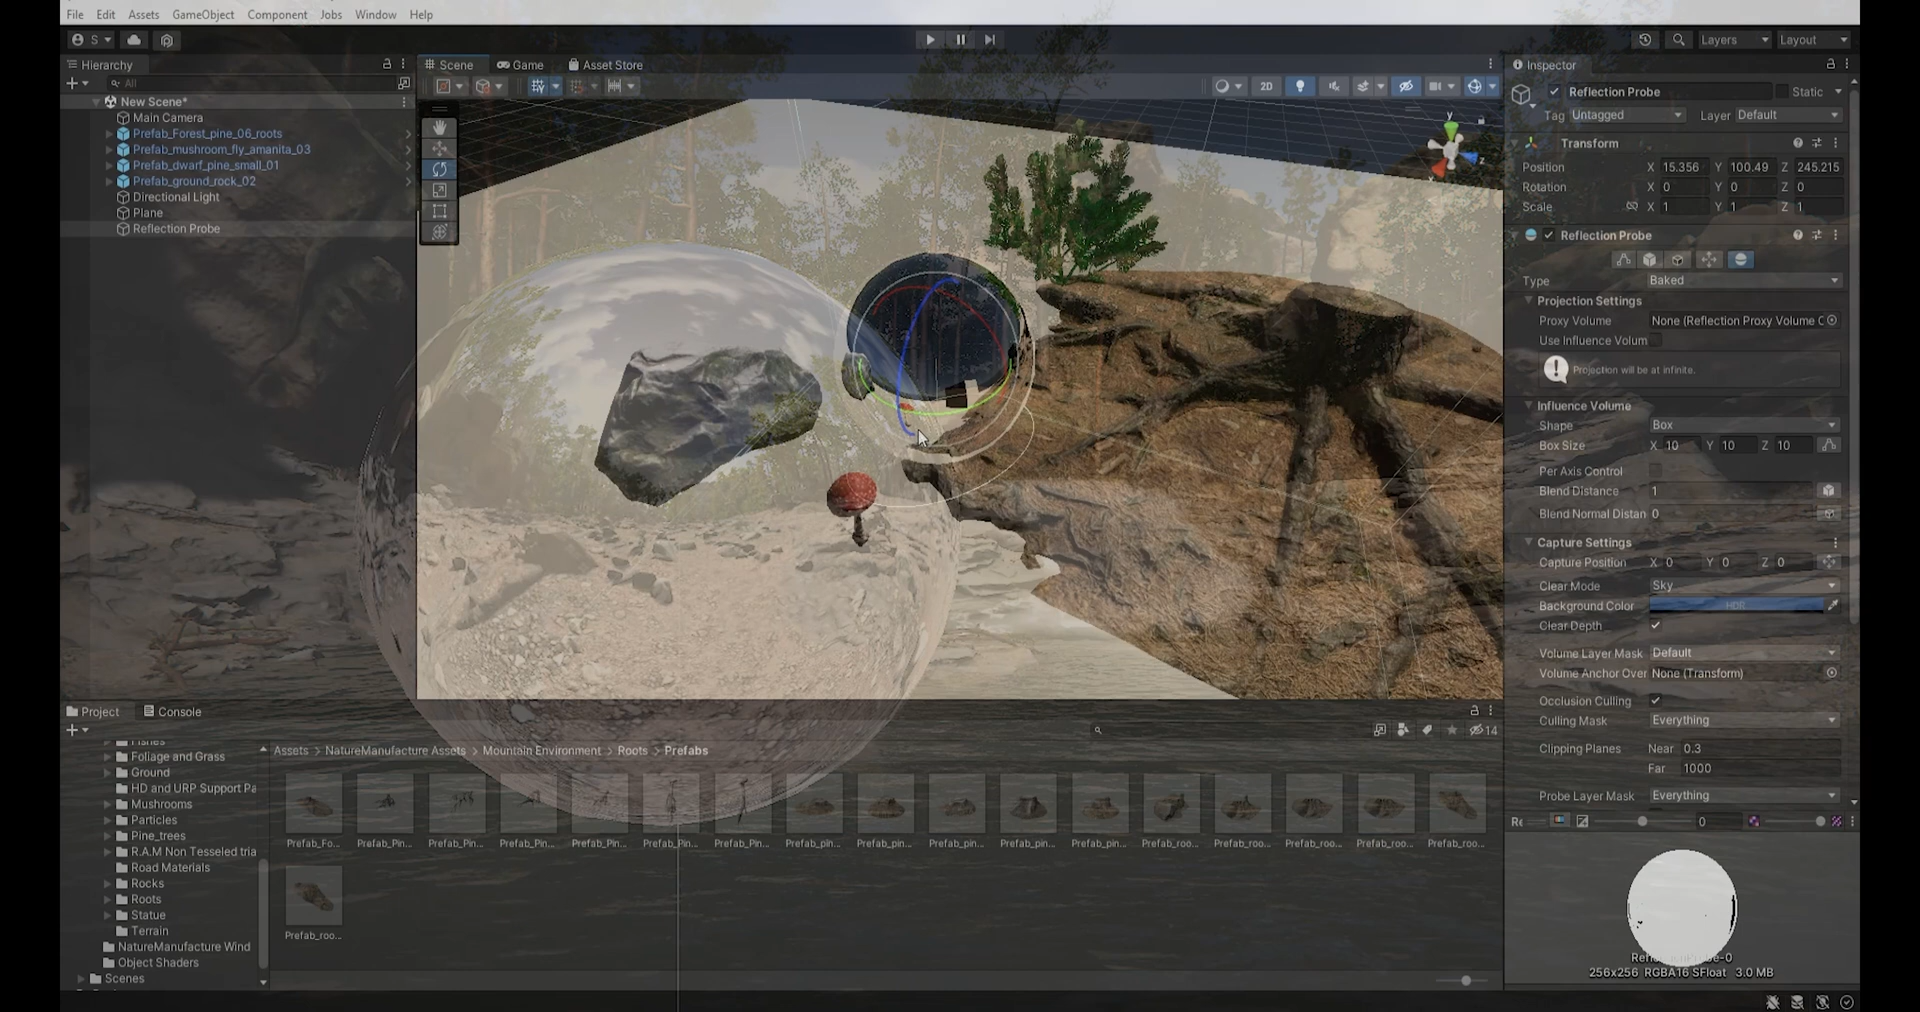 File Edit Assets GameObject Component Jobs Window Help
S Layers Layout
Hierarchy
All
New Scene*
Main Camera
Prefab_Forest_pine_06_roots
Prefab_mushroom_fly_amanita_03
Prefab_dwarf_pine_small_01
Prefab_ground_rock_02
Directional Light
Plane
Reflection Probe
Scene Game Asset Store
2D
y
z
Inspector
Reflection Probe Static
Tag Untagged Layer Default
Transform
Position X 15.356 Y 100.49 Z 245.215
Rotation X 0 Y 0 Z 0
Scale X 1 Y 1 Z 1
Reflection Probe
Type Baked
Projection Settings
Proxy Volume None (Reflection Proxy Volume C
Use Influence Volum
Projection will be at infinite.
Influence Volume
Shape Box
Box Size X 10 Y 10 Z 10
Per Axis Control
Blend Distance 1
Blend Normal Distan 0
Capture Settings
Capture Position X 0 Y 0 Z 0
Clear Mode Sky
Background Color HDR
Clear Depth
Volume Layer Mask Default
Volume Anchor Over None (Transform)
Occlusion Culling
Culling Mask Everything
Clipping Planes Near 0.3
Far 1000
Probe Layer Mask Everything
0
256x256 RGBA16 SFloat 3.0 MB
Project Console
14
Fishes
Foliage and Grass
Ground
HD and URP Support Pa
Mushrooms
Particles
Pine_trees
R.A.M Non Tesseled tria
Road Materials
Rocks
Roots
Statue
Terrain
NatureManufacture Wind
Object Shaders
Scenes
Assets > NatureManufacture Assets > Mountain Environment > Roots > Prefabs
Prefab_Fo... Prefab_Pin... Prefab_Pin... Prefab_Pin... Prefab_Pin... Prefab_Pin... Prefab_Pin... Prefab_pin... Prefab_pin... Prefab_pin... Prefab_pin... Prefab_pin... Prefab_roo... Prefab_roo... Prefab_roo... Prefab_roo... Prefab_roo...
Prefab_roo...